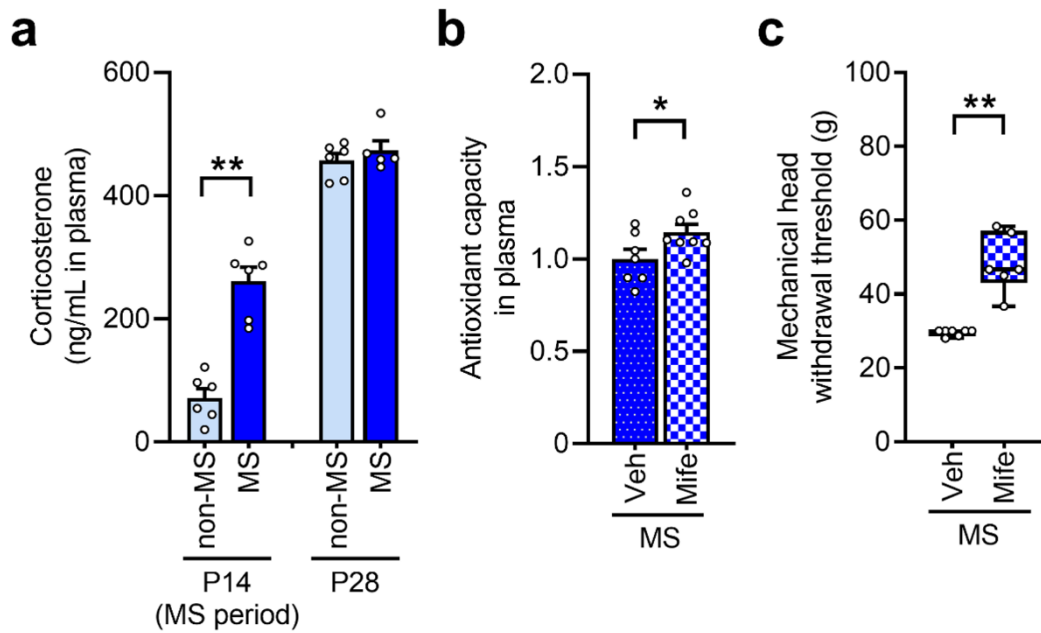 a
Corticosterone
(ng/mL in plasma)
600
400
200
0
**
non-MS
MS
non-MS
MS
P14
(MS period)
P28
b
Antioxidant capacity
in plasma
2.0
1.5
1.0
0.5
0
*
Veh
Mife
MS
c
Mechanical head
withdrawal threshold (g)
100
80
60
40
20
0
**
Veh
Mife
MS